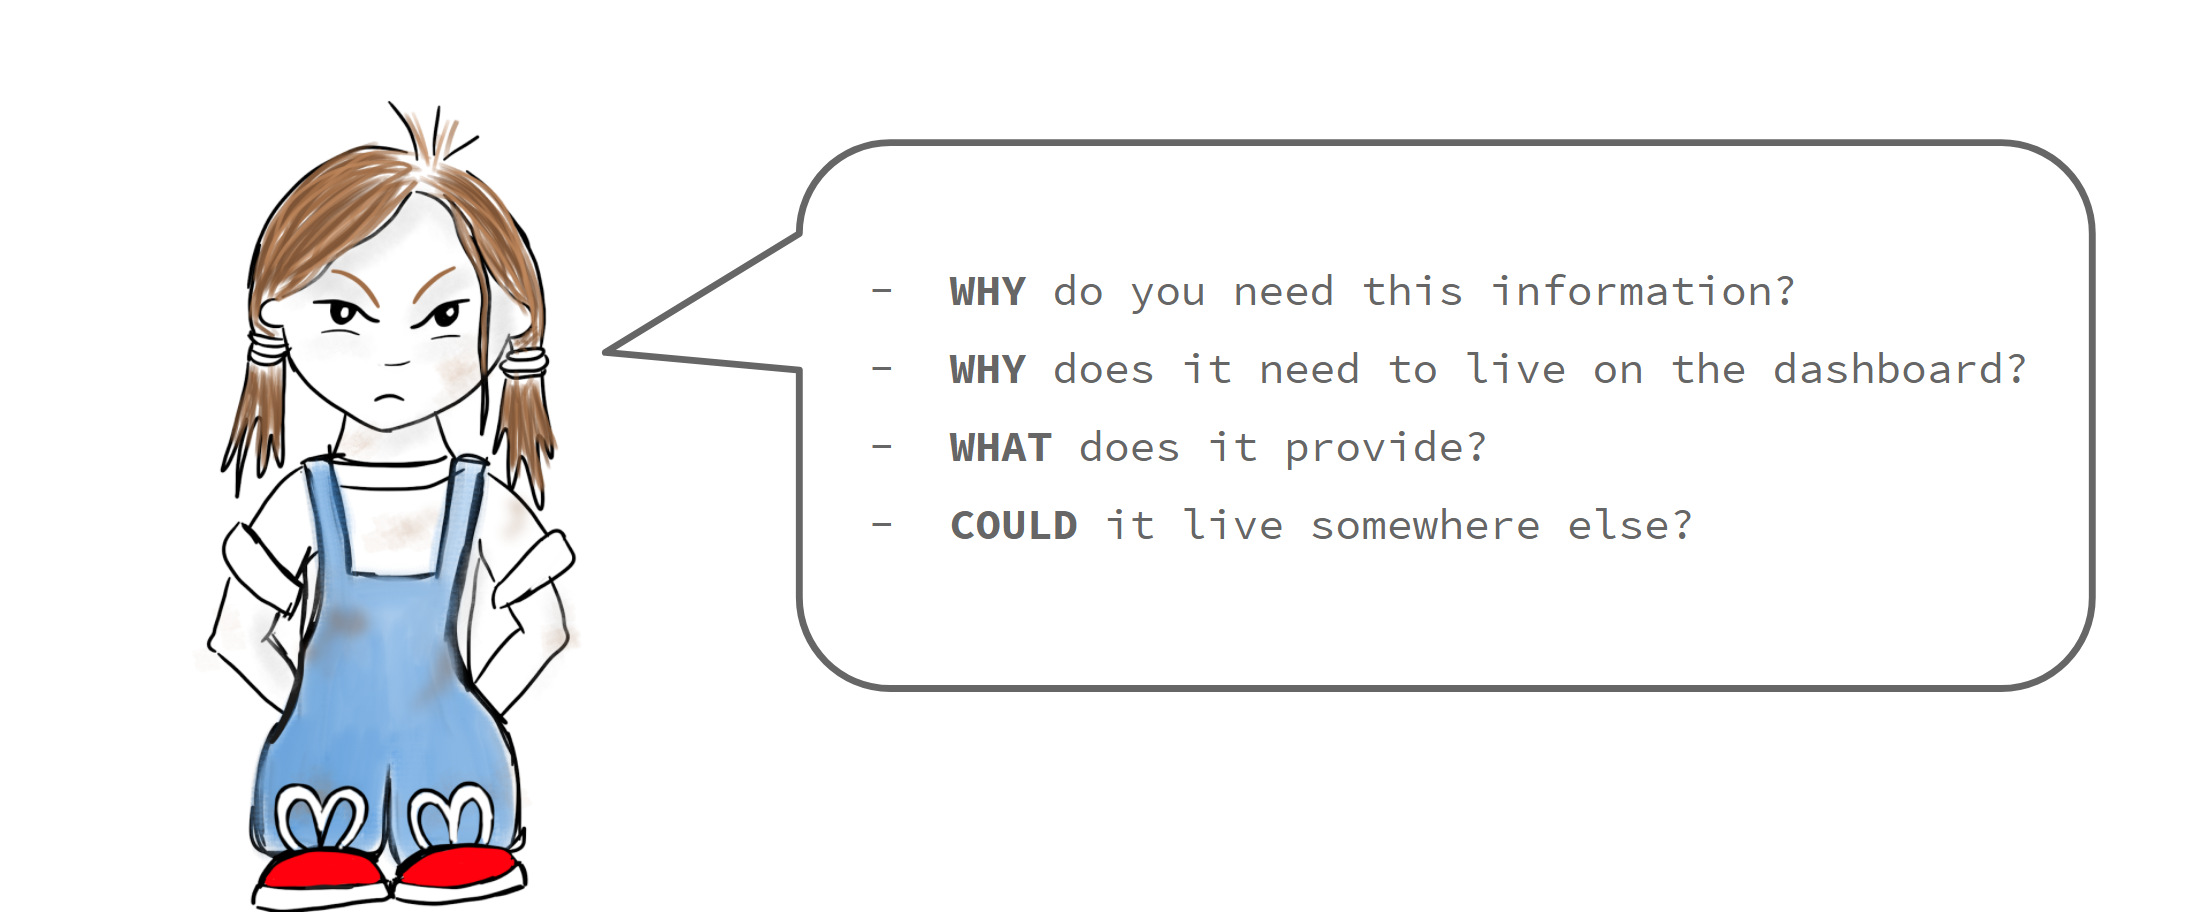 - WHY do you need this information?
- WHY does it need to live on the dashboard?
- WHAT does it provide?
- COULD it live somewhere else?